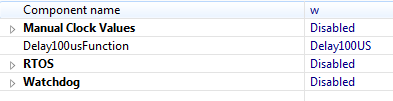 Component name w
Manual Clock Values Disabled
Delay100usFunction Delay100US
RTOS Disabled
Watchdog Disabled